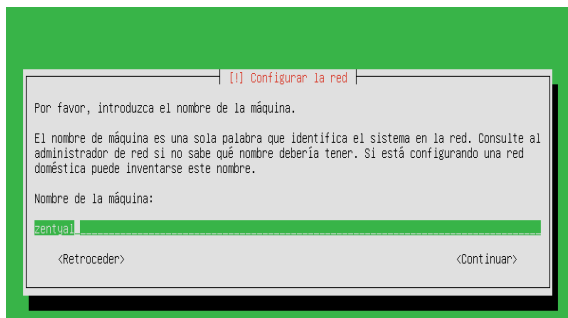 [!] Configurar la red
Por favor, introduzca el nombre de la máquina.
El nombre de máquina es una sola palabra que identifica el sistema en la red. Consulte al
administrador de red si no sabe qué nombre debería tener. Si está configurando una red
doméstica puede inventarse este nombre.
Nombre de la máquina:
zentyal
<Retroceder> <Continuar>